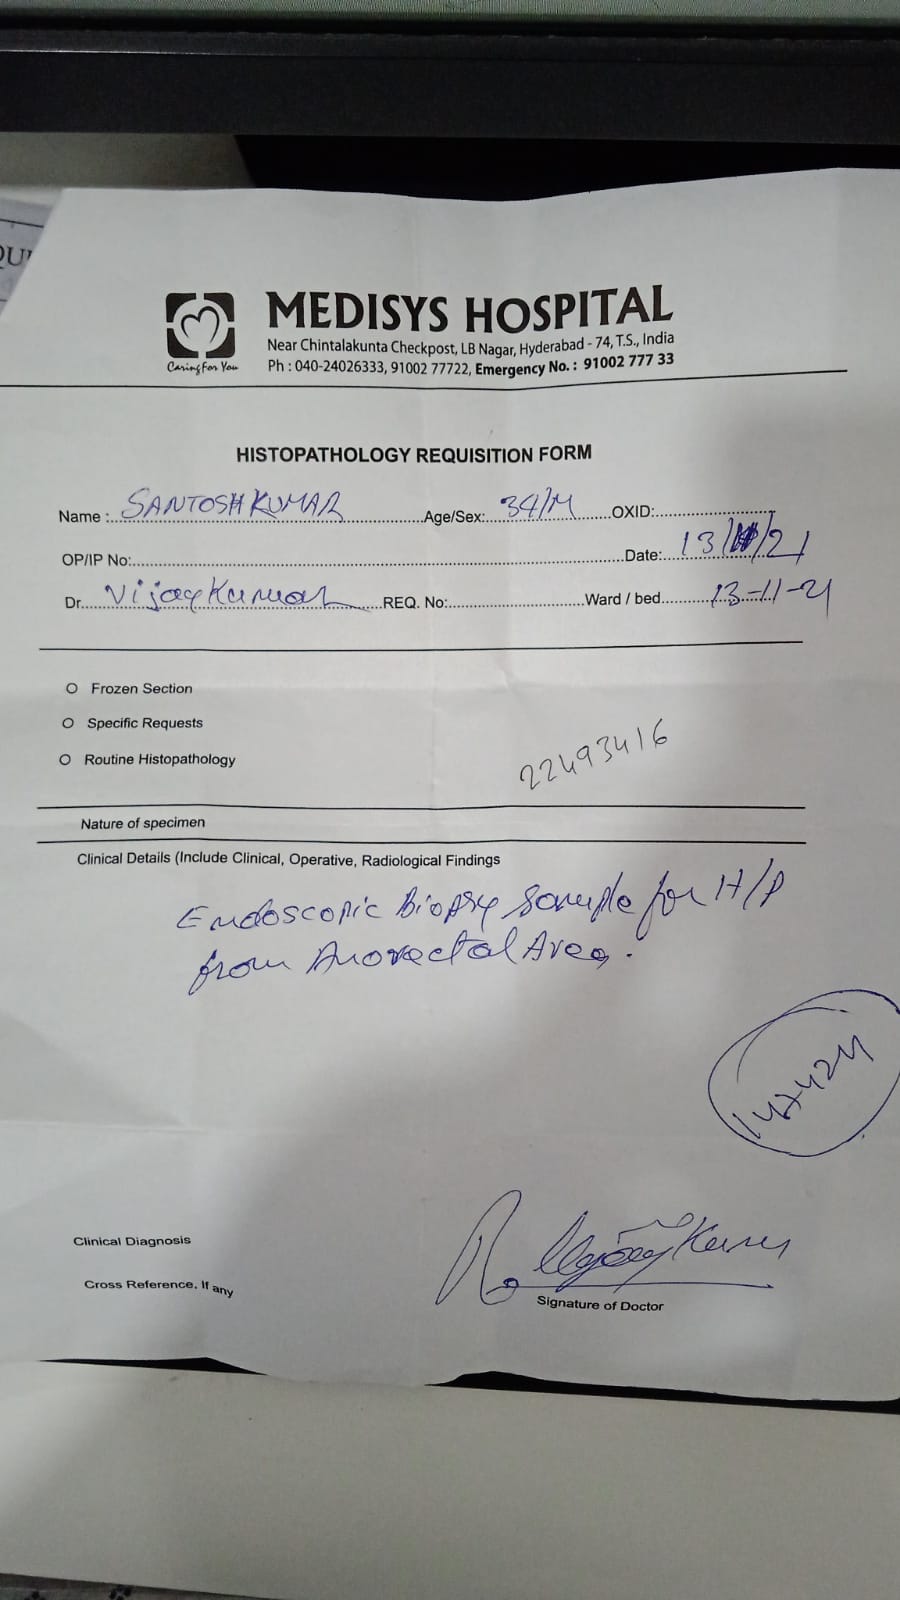 QU
MEDISYS HOSPITAL
Near Chintalakunta Checkpost, LB Nagar, Hyderabad - 74, T.S., India
Caring For You
Ph : 040-24026333, 91002 77722, Emergency No. : 91002 777 33
HISTOPATHOLOGY REQUISITION FORM
Name : SANTOSH KUMAR Age/Sex: 34/M OXID:
OP/IP No: Date: 13/11/21
Dr. Vijay Kumar REQ. No: Ward / bed 13-11-21
Frozen Section
Specific Requests
Routine Histopathology
22493416
Nature of specimen
Clinical Details (Include Clinical, Operative, Radiological Findings
Endoscopic Biopsy Sample for H/P
from Anorectal Area.
Clinical Diagnosis
Cross Reference, If any
Signature of Doctor